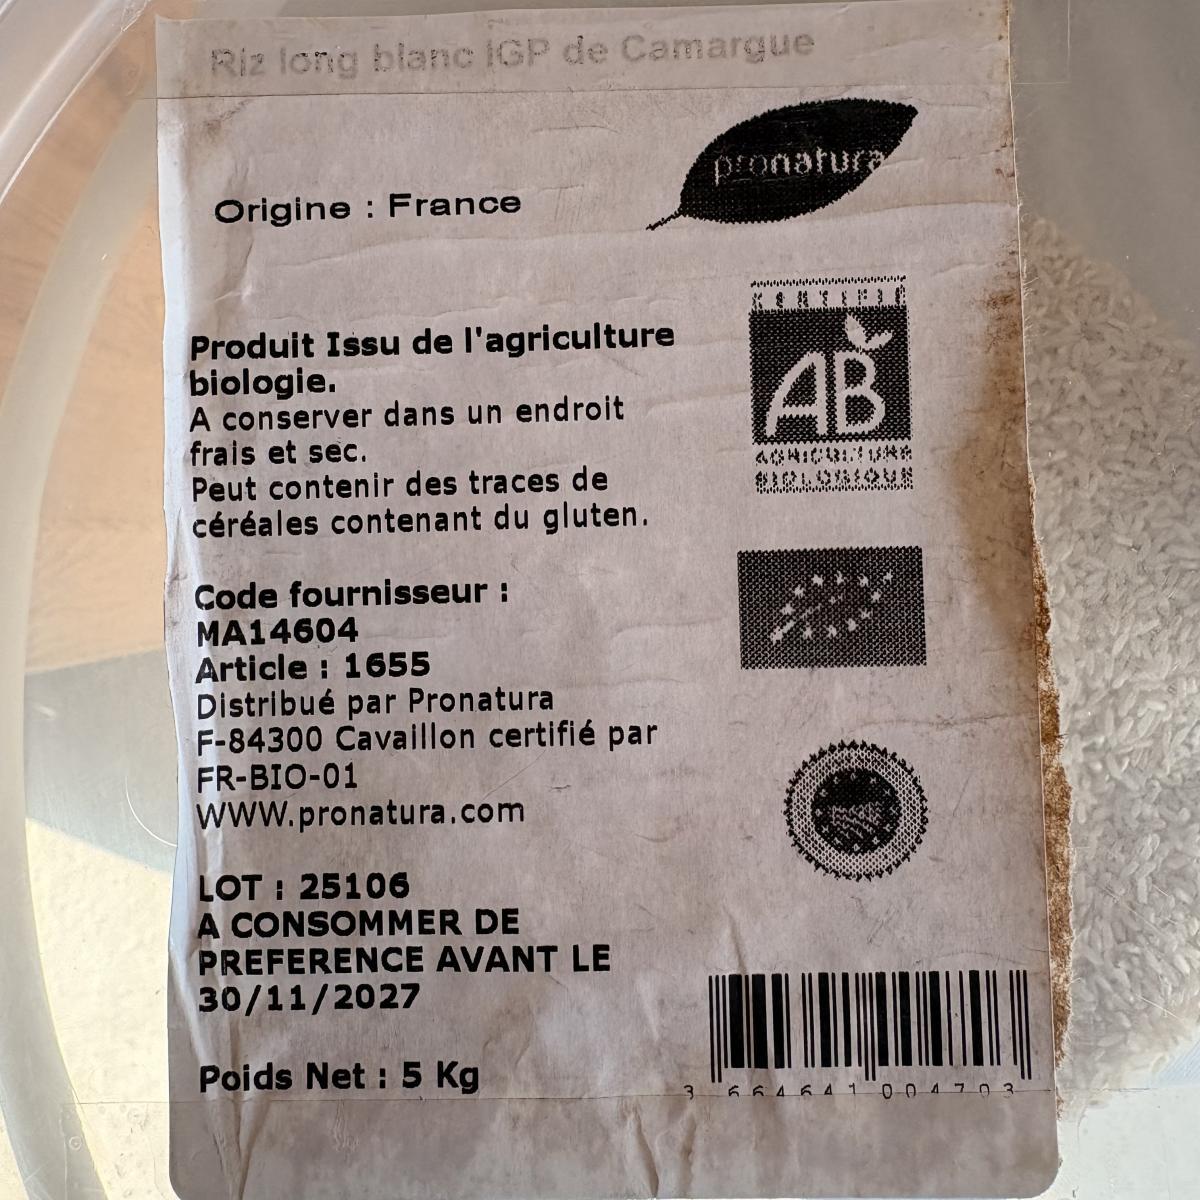 Riz long blanc IGP de Camargue
pronatura
Origine : France
CERTIFIÉ
AB
AGRICULTURE
BIOLOGIQUE
Produit Issu de l'agriculture
biologie.
A conserver dans un endroit
frais et sec.
Peut contenir des traces de
céréales contenant du gluten.
Code fournisseur :
MA14604
Article : 1655
Distribué par Pronatura
F-84300 Cavaillon certifié par
FR-BIO-01
WWW.pronatura.com
LOT : 25106
A CONSOMMER DE
PREFERENCE AVANT LE
30/11/2027
Poids Net : 5 Kg
3 664641 004703